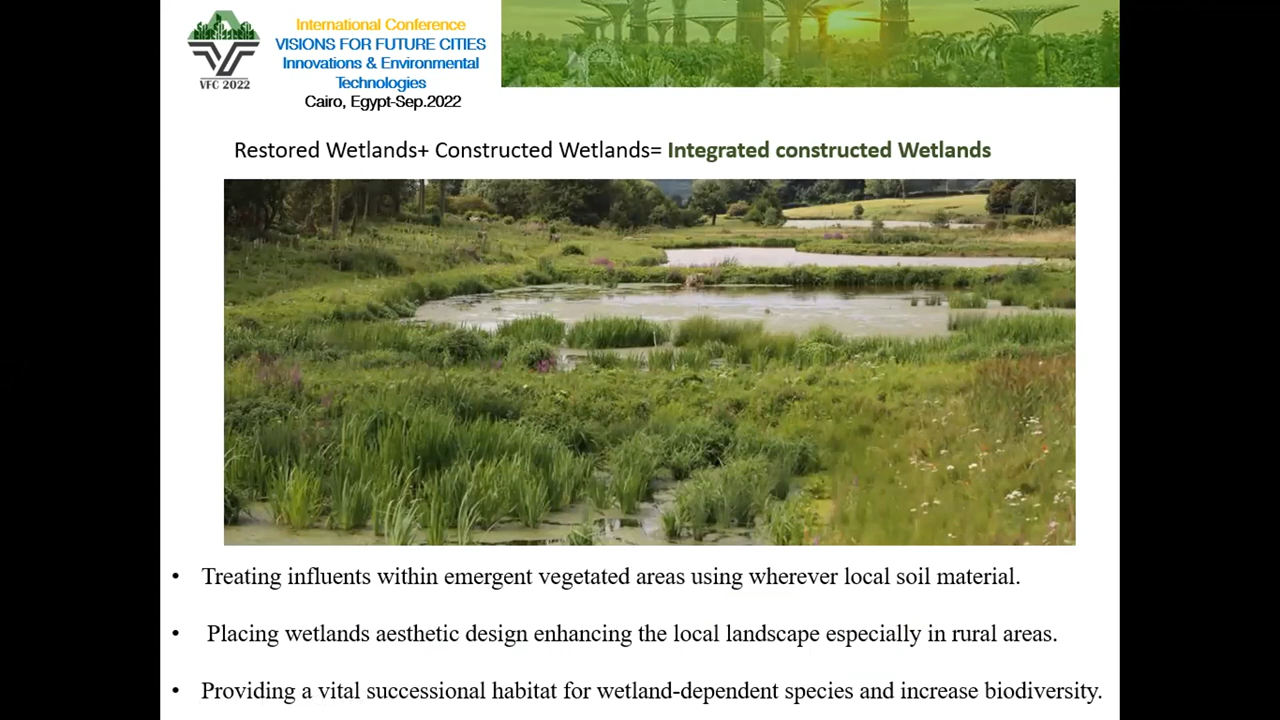 VFC 2022
International Conference
VISIONS FOR FUTURE CITIES
Innovations & Environmental
Technologies
Cairo, Egypt-Sep.2022
Restored Wetlands+ Constructed Wetlands= Integrated constructed Wetlands
• Treating influents within emergent vegetated areas using wherever local soil material.
• Placing wetlands aesthetic design enhancing the local landscape especially in rural areas.
• Providing a vital successional habitat for wetland-dependent species and increase biodiversity.